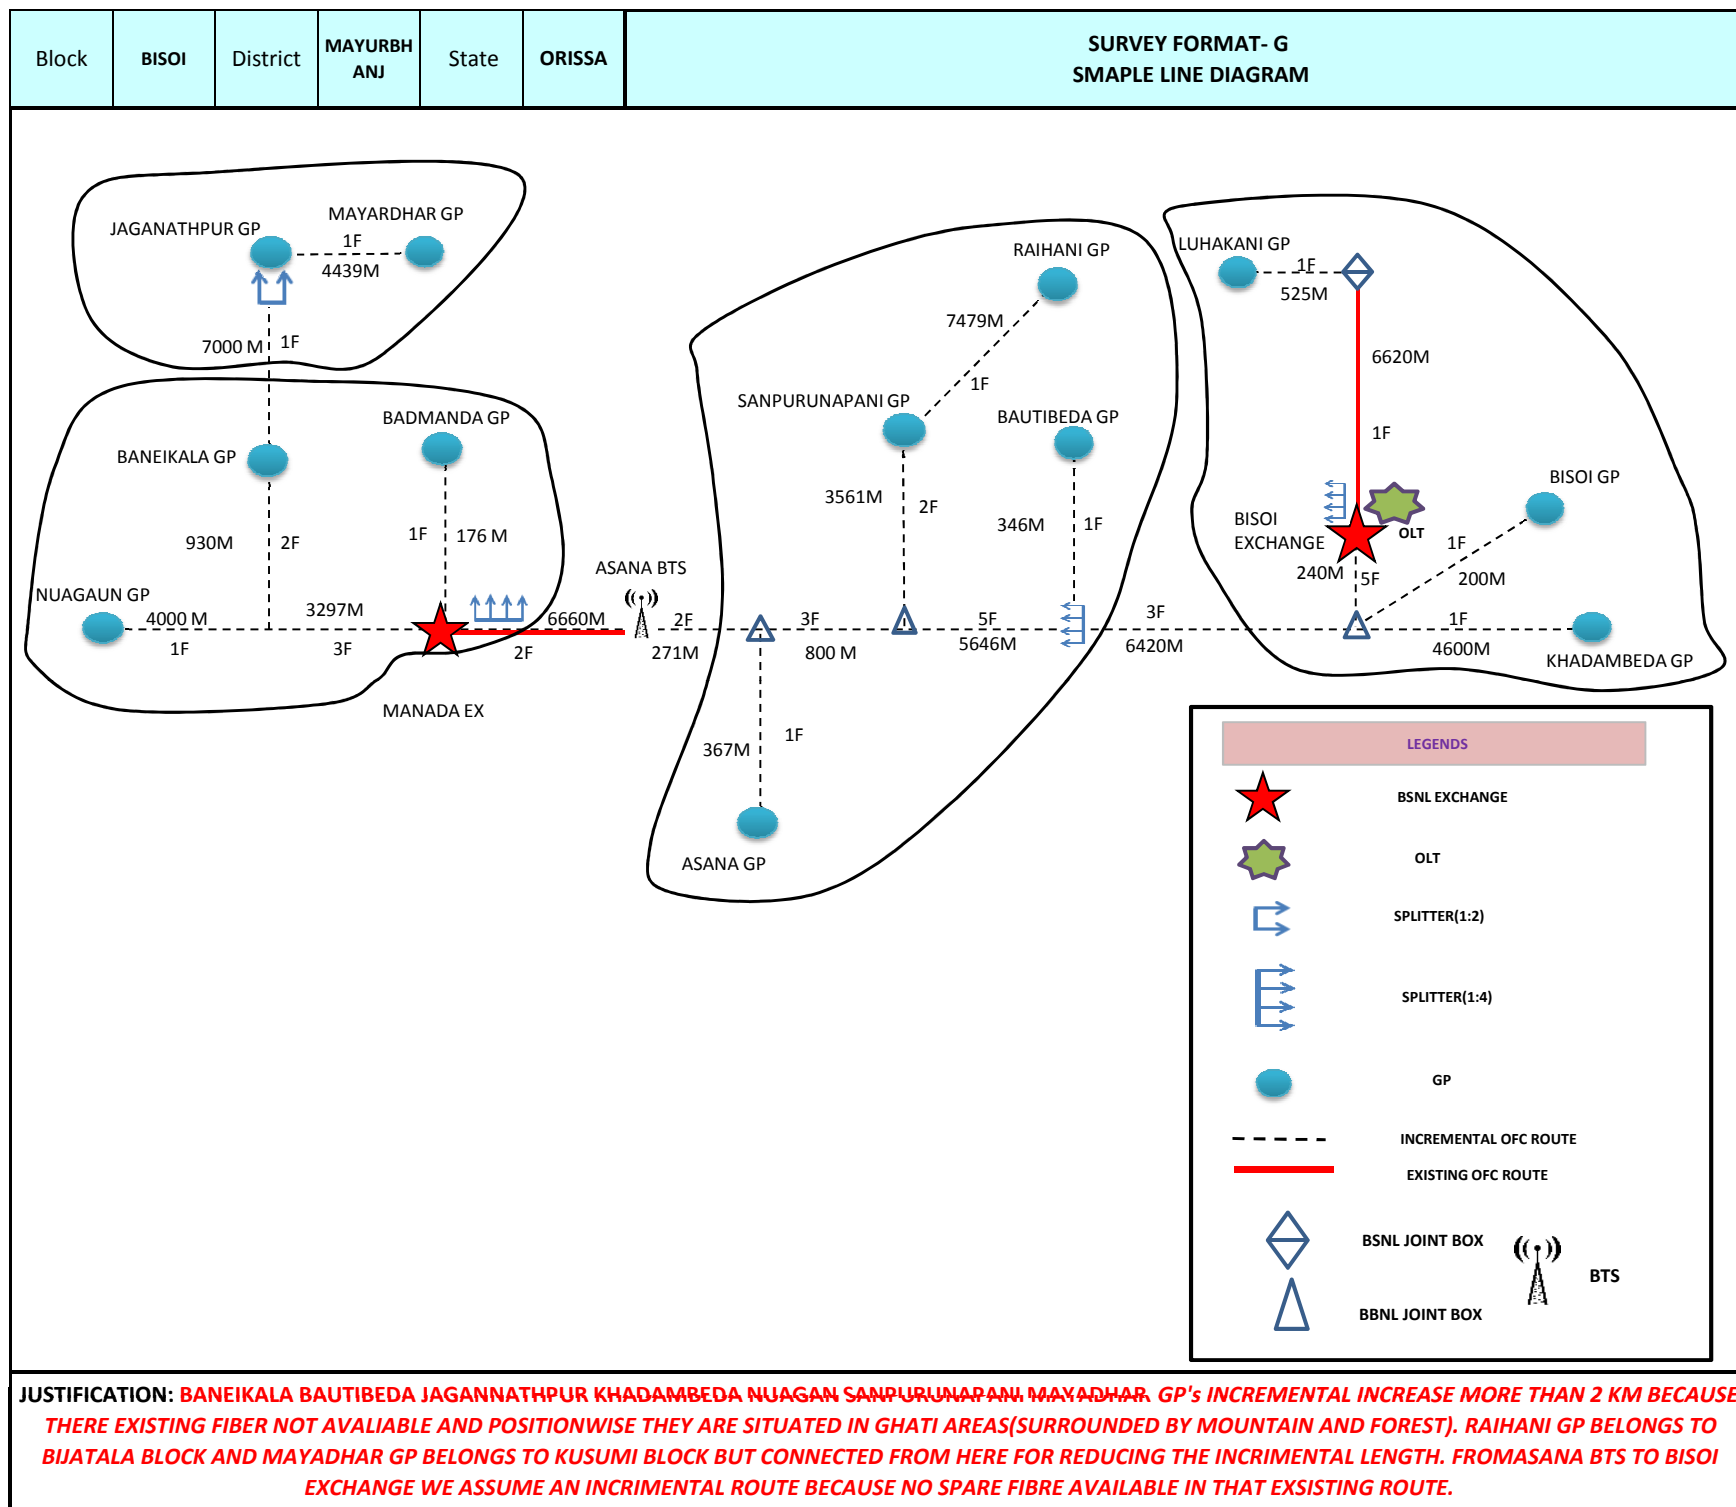 Block
BISOI
District
MAYURBH
ANJ
State
ORISSA
SURVEY FORMAT- G
SMAPLE LINE DIAGRAM
JAGANATHPUR GP
MAYARDHAR GP
1F
4439M
7000 M
1F
BANEIKALA GP
BADMANDA GP
930M
2F
1F
176 M
NUAGAUN GP
4000 M
1F
3297M
3F
MANADA EX
6660M
2F
ASANA BTS
2F
271M
3F
800 M
367M
1F
ASANA GP
RAIHANI GP
7479M
1F
SANPURUNAPANI GP
BAUTIBEDA GP
3561M
2F
346M
1F
5F
5646M
3F
6420M
LUHAKANI GP
1F
525M
6620M
1F
BISOI GP
BISOI
EXCHANGE
OLT
240M
5F
1F
200M
1F
4600M
KHADAMBEDA GP
LEGENDS
BSNL EXCHANGE
OLT
SPLITTER(1:2)
SPLITTER(1:4)
GP
INCREMENTAL OFC ROUTE
EXISTING OFC ROUTE
BSNL JOINT BOX
BTS
BBNL JOINT BOX
JUSTIFICATION: BANEIKALA BAUTIBEDA JAGANNATHPUR KHADAMBEDA NUAGAN SANPURUNAPANI MAYADHAR GP's INCREMENTAL INCREASE MORE THAN 2 KM BECAUSE
THERE EXISTING FIBER NOT AVALIABLE AND POSITIONWISE THEY ARE SITUATED IN GHATI AREAS(SURROUNDED BY MOUNTAIN AND FOREST). RAIHANI GP BELONGS TO
BIJATALA BLOCK AND MAYADHAR GP BELONGS TO KUSUMI BLOCK BUT CONNECTED FROM HERE FOR REDUCING THE INCRIMENTAL LENGTH. FROMASANA BTS TO BISOI
EXCHANGE WE ASSUME AN INCRIMENTAL ROUTE BECAUSE NO SPARE FIBRE AVAILABLE IN THAT EXSISTING ROUTE.